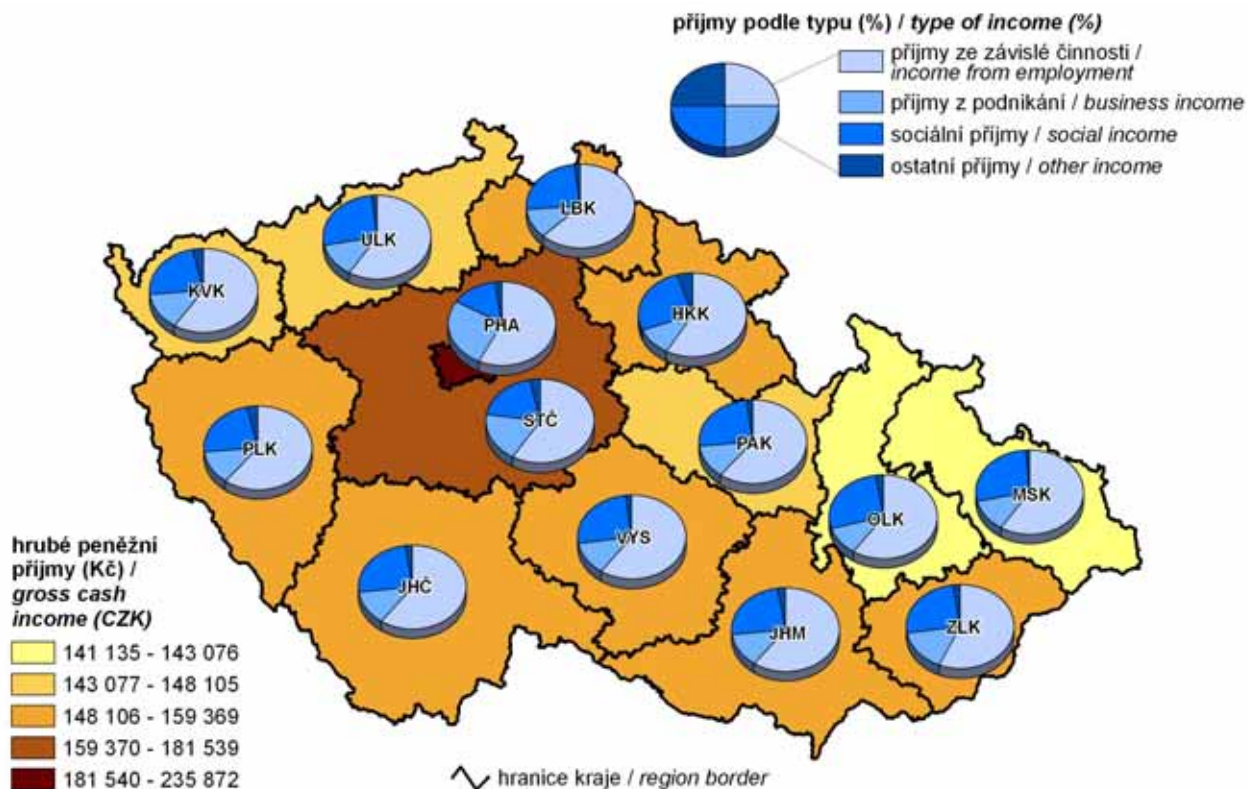 příjmy podle typu (%) / type of income (%)
příjmy ze závislé činnosti /
income from employment
příjmy z podnikání / business income
sociální příjmy / social income
ostatní příjmy / other income
LBK
ULK
KVK
PHA
HKK
STČ
PLK
PAK
MSK
OLK
VYS
JHČ
JHM
ZLK
hrubé peněžní
příjmy (Kč) /
gross cash
income (CZK)
141 135 - 143 076
143 077 - 148 105
148 106 - 159 369
159 370 - 181 539
181 540 - 235 872
hranice kraje / region border